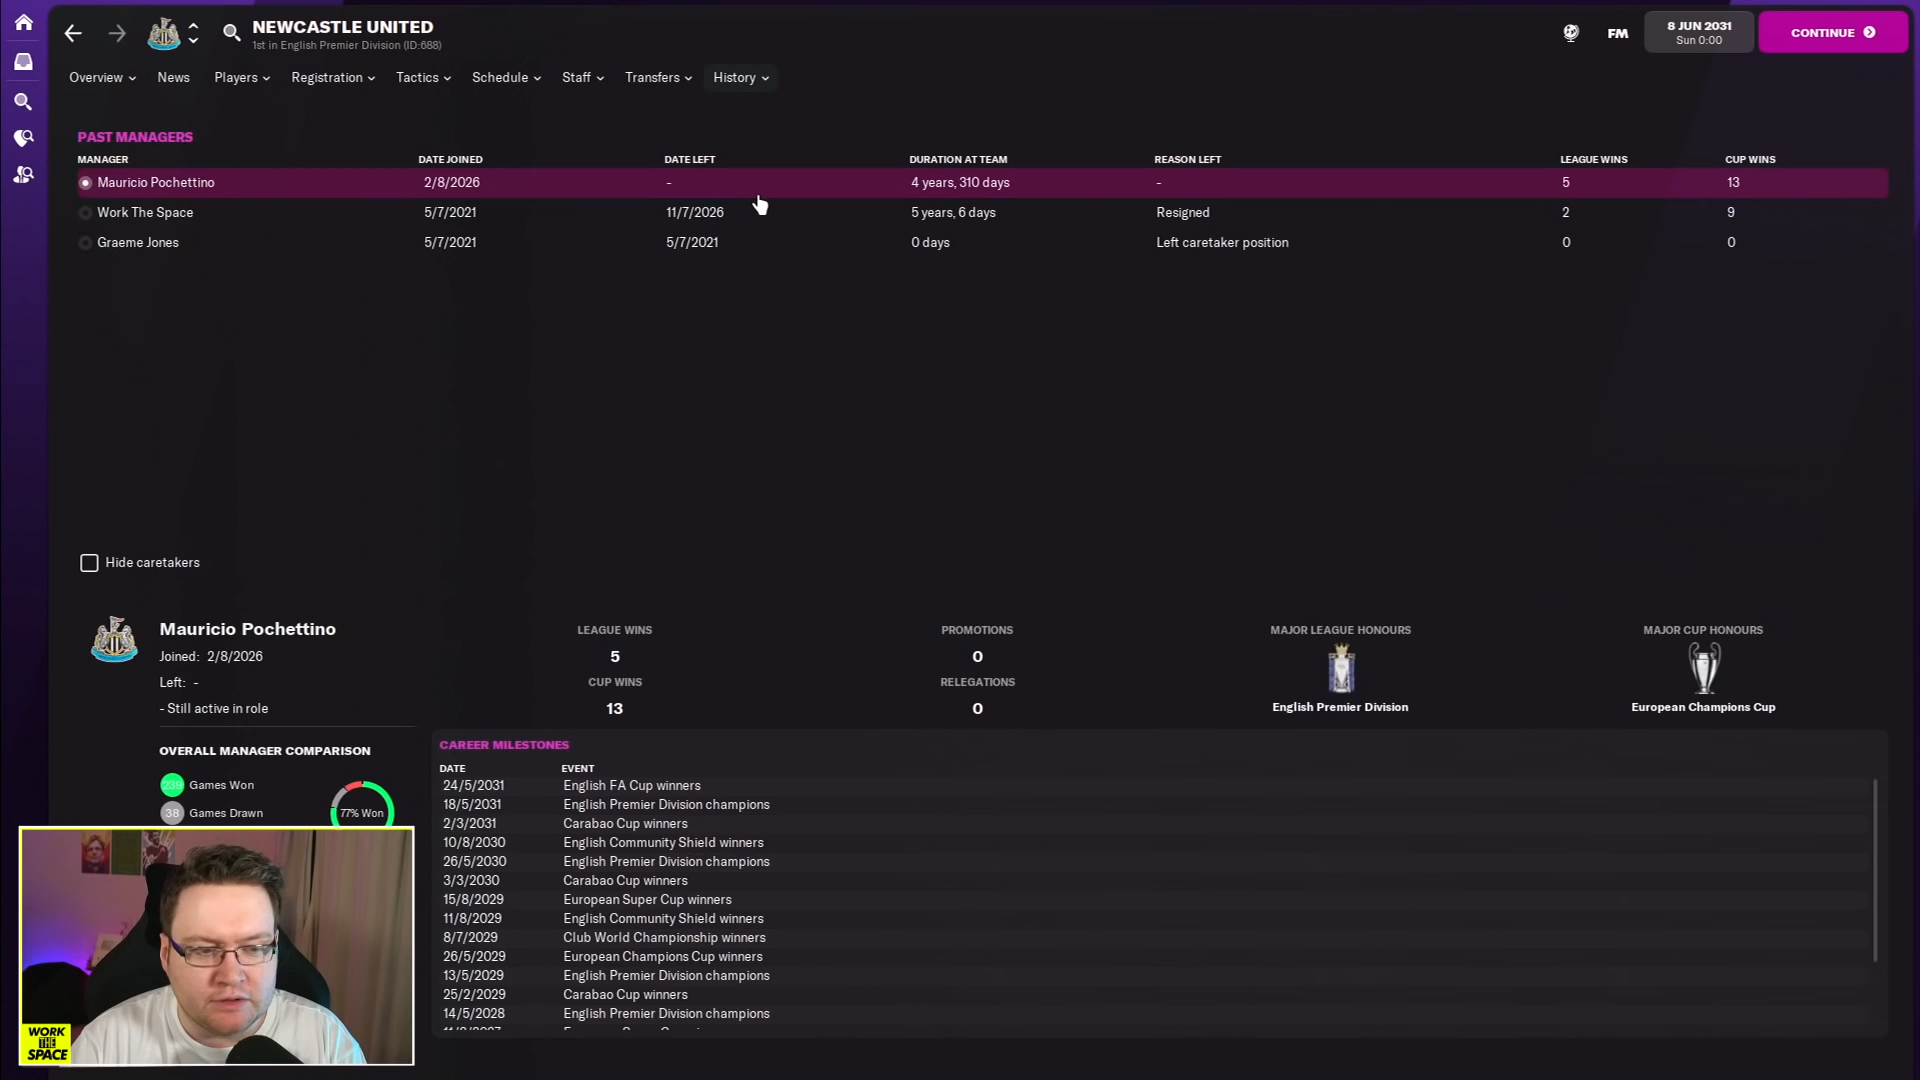 NEWCASTLE UNITED
1st in English Premier Division (ID:688)
FM
8 JUN 2031
Sun 0:00
CONTINUE
Overview
News
Players
Registration
Tactics
Schedule
Staff
Transfers
History
PAST MANAGERS
MANAGER DATE JOINED DATE LEFT DURATION AT TEAM REASON LEFT LEAGUE WINS CUP WINS
Mauricio Pochettino 2/8/2026 - 4 years, 310 days - 5 13
Work The Space 5/7/2021 11/7/2026 5 years, 6 days Resigned 2 9
Graeme Jones 5/7/2021 5/7/2021 0 days Left caretaker position 0 0
Hide caretakers
Mauricio Pochettino
Joined: 2/8/2026
Left: -
- Still active in role
LEAGUE WINS
5
CUP WINS
13
PROMOTIONS
0
RELEGATIONS
0
MAJOR LEAGUE HONOURS
English Premier Division
MAJOR CUP HONOURS
European Champions Cup
OVERALL MANAGER COMPARISON
239 Games Won
38 Games Drawn
77% Won
CAREER MILESTONES
DATE EVENT
24/5/2031 English FA Cup winners
18/5/2031 English Premier Division champions
2/3/2031 Carabao Cup winners
10/8/2030 English Community Shield winners
26/5/2030 English Premier Division champions
3/3/2030 Carabao Cup winners
15/8/2029 European Super Cup winners
11/8/2029 English Community Shield winners
8/7/2029 Club World Championship winners
26/5/2029 European Champions Cup winners
13/5/2029 English Premier Division champions
25/2/2029 Carabao Cup winners
14/5/2028 English Premier Division champions
WORK
THE
SPACE